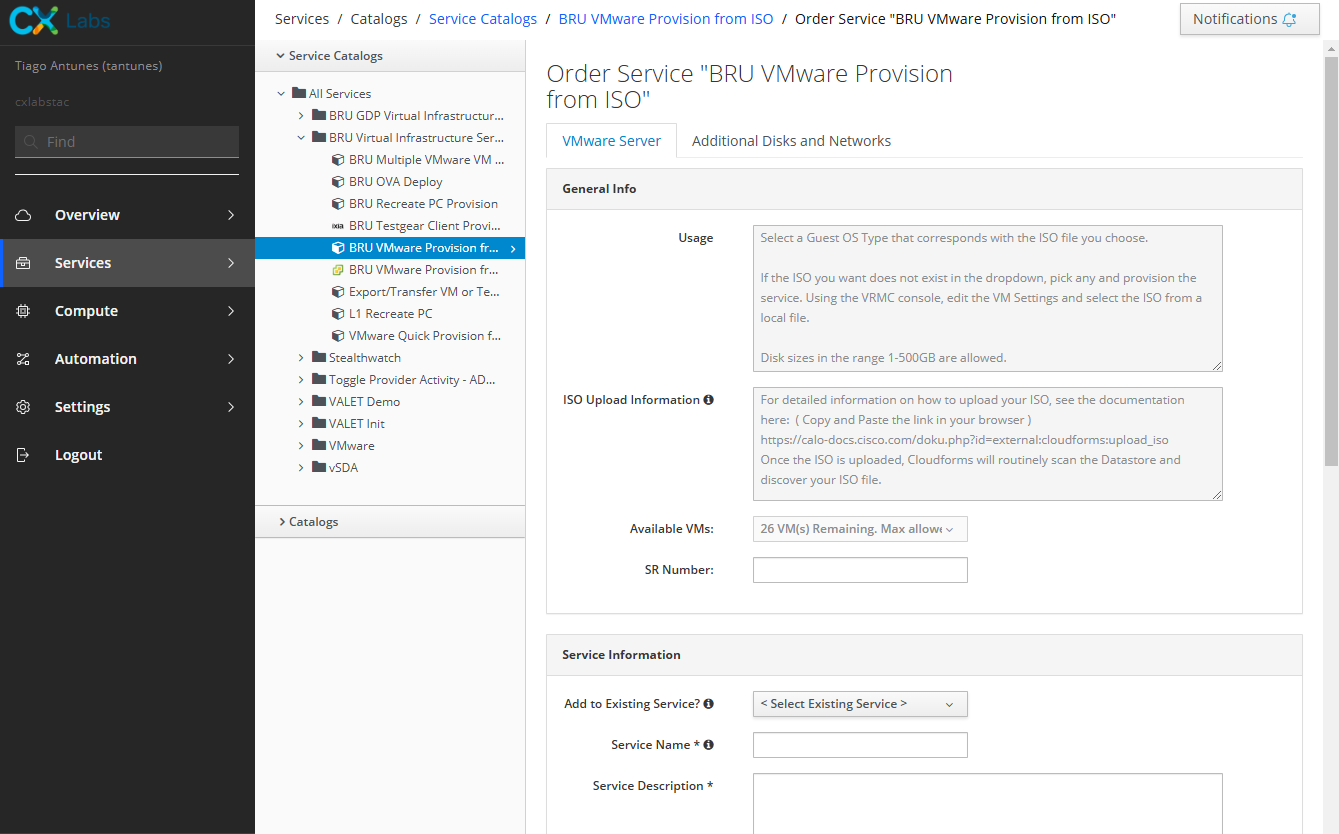 CX Labs
Services / Catalogs / Service Catalogs / BRU VMware Provision from ISO / Order Service "BRU VMware Provision from ISO"
Notifications
Tiago Antunes (tantunes)
cxlabstac
Find
Overview
Services
Compute
Automation
Settings
Logout
Service Catalogs
All Services
BRU GDP Virtual Infrastructur...
BRU Virtual Infrastructure Ser...
BRU Multiple VMware VM ...
BRU OVA Deploy
BRU Recreate PC Provision
ixia BRU Testgear Client Provi...
BRU VMware Provision fr...
BRU VMware Provision fr...
Export/Transfer VM or Te...
L1 Recreate PC
VMware Quick Provision f...
Stealthwatch
Toggle Provider Activity - AD...
VALET Demo
VALET Init
VMware
vSDA
Catalogs
Order Service "BRU VMware Provision
from ISO"
VMware Server
Additional Disks and Networks
General Info
Usage
Select a Guest OS Type that corresponds with the ISO file you choose.
If the ISO you want does not exist in the dropdown, pick any and provision the
service. Using the VRMC console, edit the VM Settings and select the ISO from a
local file.
Disk sizes in the range 1-500GB are allowed.
ISO Upload Information
For detailed information on how to upload your ISO, see the documentation
here: ( Copy and Paste the link in your browser )
https://calo-docs.cisco.com/doku.php?id=external:cloudforms:upload_iso
Once the ISO is uploaded, Cloudforms will routinely scan the Datastore and
discover your ISO file.
Available VMs:
26 VM(s) Remaining. Max allowe
SR Number:
Service Information
Add to Existing Service?
< Select Existing Service >
Service Name *
Service Description *